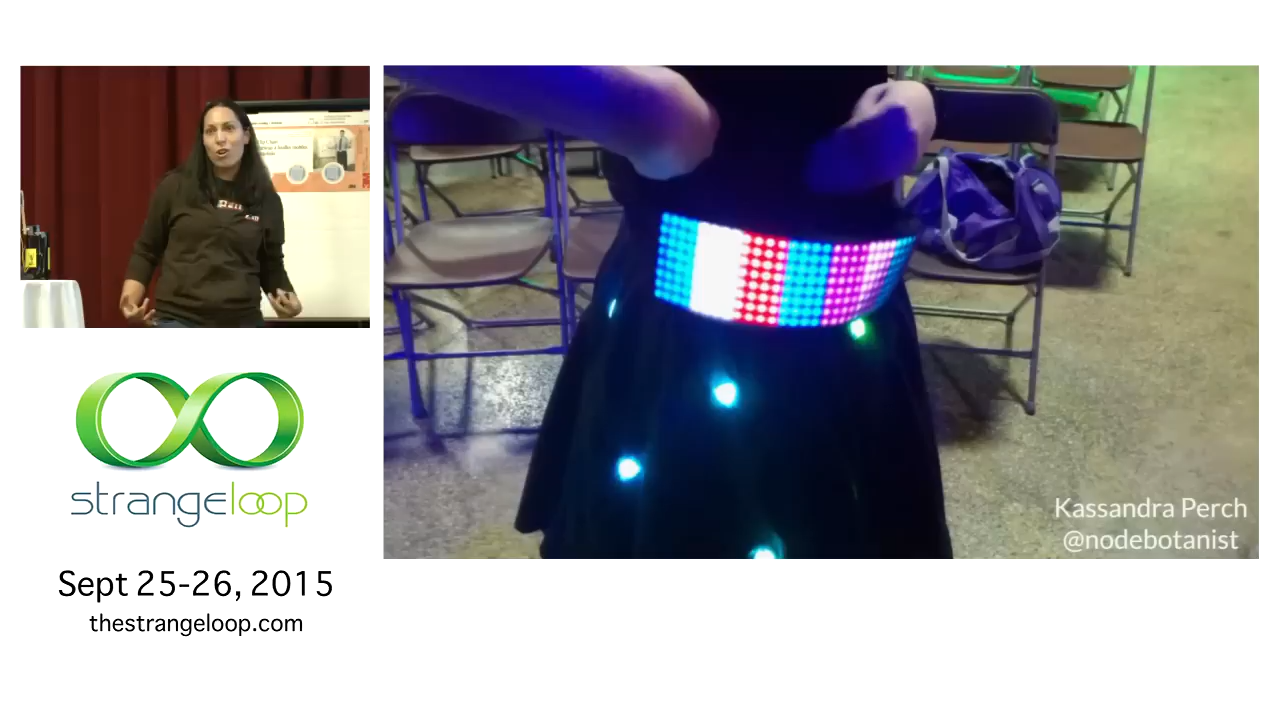 strangeloop
Sept 25-26, 2015
thestrangeloop.com
Kassandra Perch
@nodebotanist